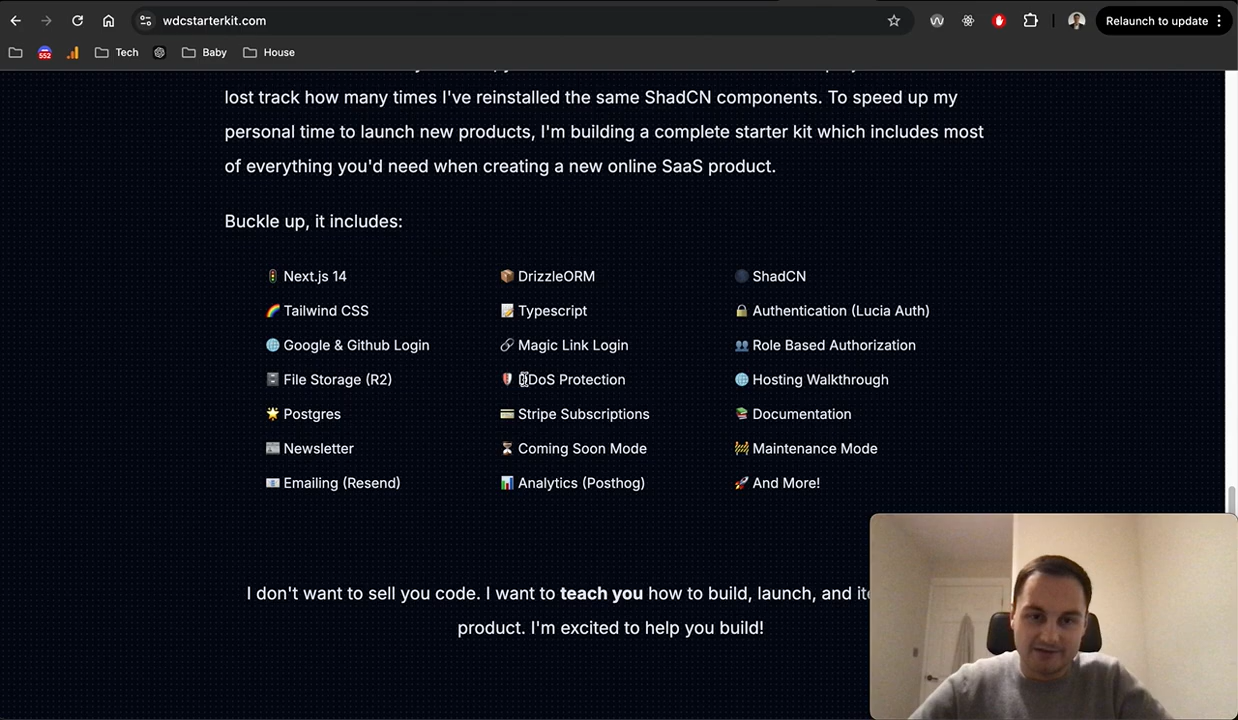 wdcstarterkit.com
Relaunch to update
552
Tech
Baby
House
lost track how many times I've reinstalled the same ShadCN components. To speed up my
personal time to launch new products, I'm building a complete starter kit which includes most
of everything you'd need when creating a new online SaaS product.
Buckle up, it includes:
Next.js 14
DrizzleORM
ShadCN
Tailwind CSS
Typescript
Authentication (Lucia Auth)
Google & Github Login
Magic Link Login
Role Based Authorization
File Storage (R2)
DDoS Protection
Hosting Walkthrough
Postgres
Stripe Subscriptions
Documentation
Newsletter
Coming Soon Mode
Maintenance Mode
Emailing (Resend)
Analytics (Posthog)
And More!
I don't want to sell you code. I want to teach you how to build, launch, and
product. I'm excited to help you build!